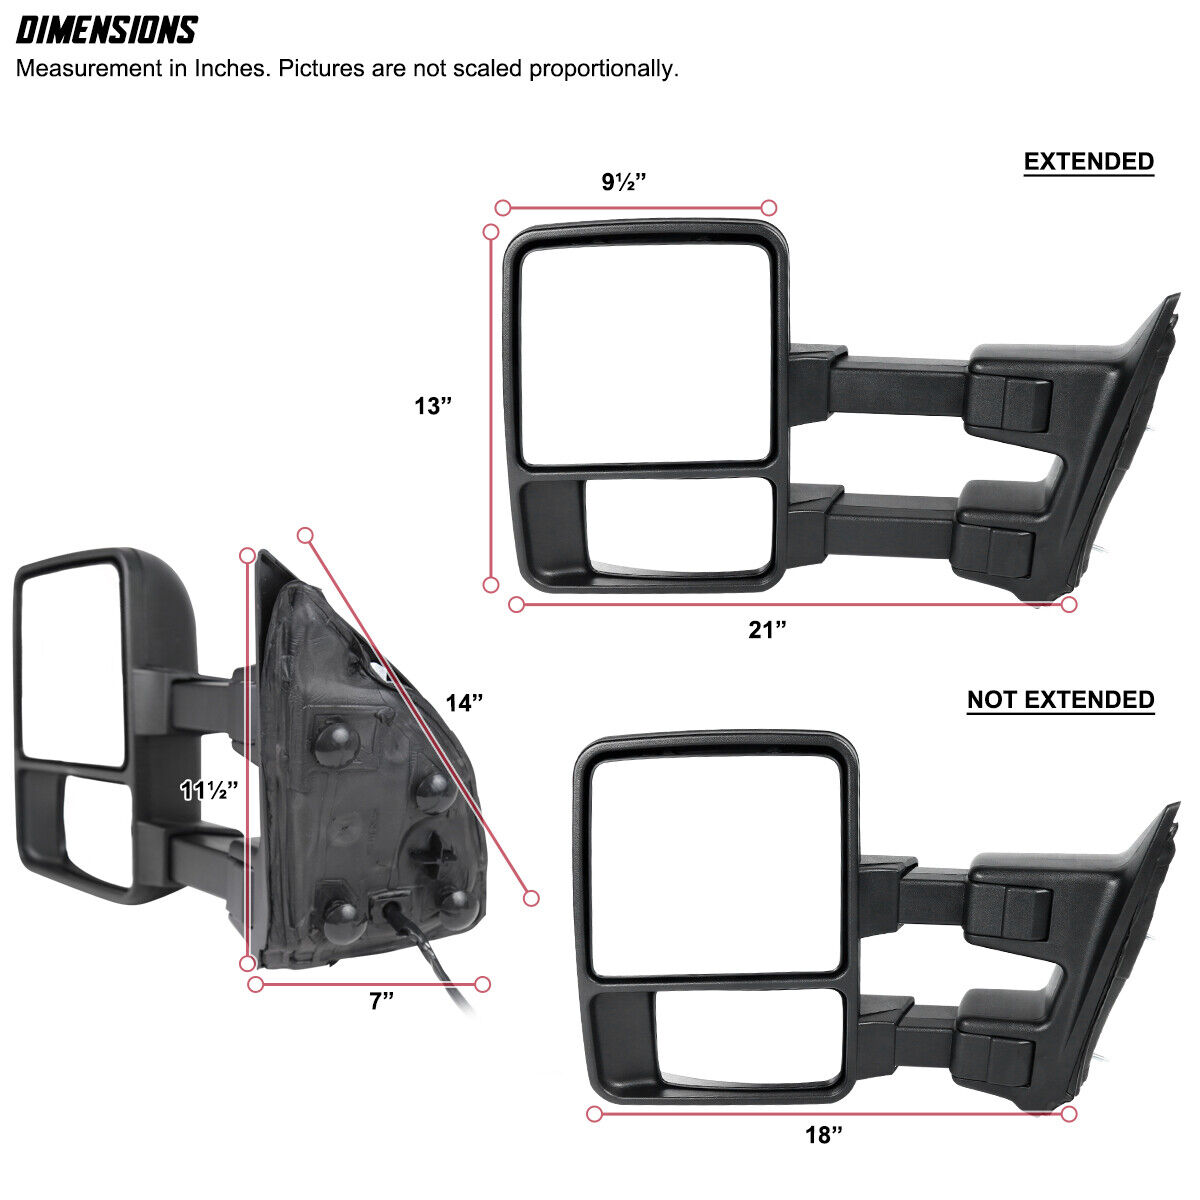 DIMENSIONS
Measurement in Inches. Pictures are not scaled proportionally.
EXTENDED
9½”
13”
21”
14”
11½”
7”
NOT EXTENDED
18”